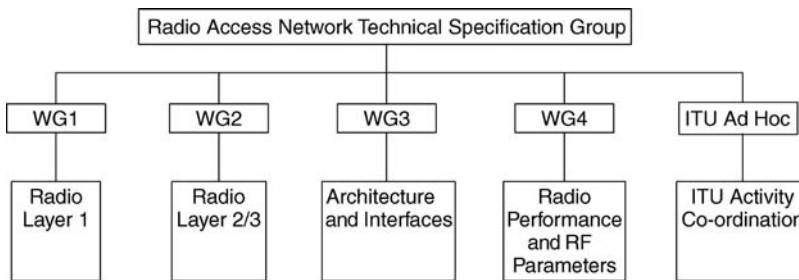 Radio Access Network Technical Specification Group
WG1
WG2
WG3
WG4
ITU Ad Hoc
Radio
Layer 1
Radio
Layer 2/3
Architecture
and Interfaces
Radio
Performance
and RF
Parameters
ITU Activity
Co-ordination